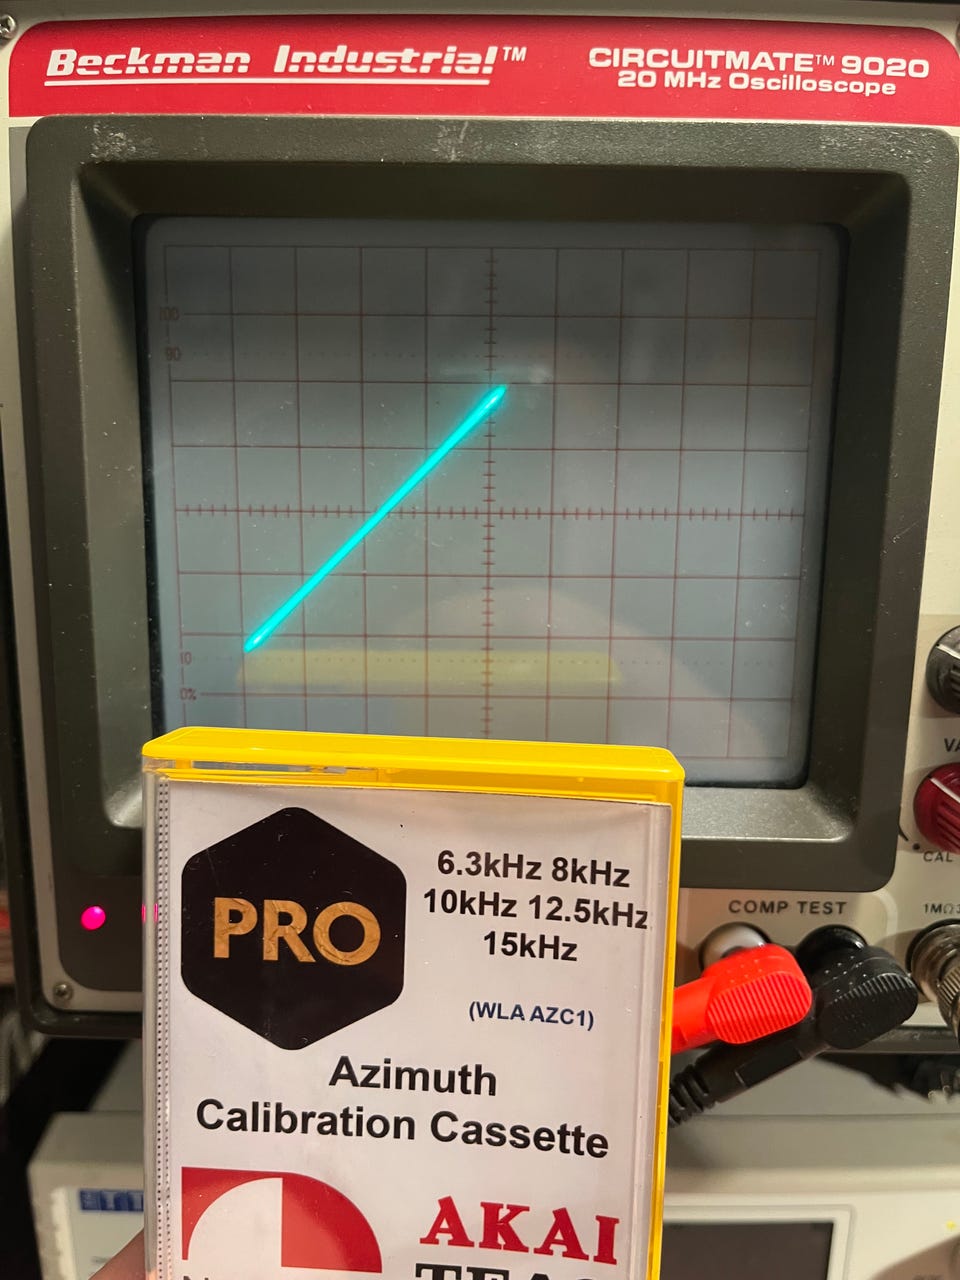 Beckman Industrial™
CIRCUITMATE™ 9020
20 MHz Oscilloscope
100
90
10
0%
CAL
COMP TEST
1MΩ
PRO
6.3kHz 8kHz
10kHz 12.5kHz
15kHz
(WLA AZC1)
Azimuth
Calibration Cassette
AKAI